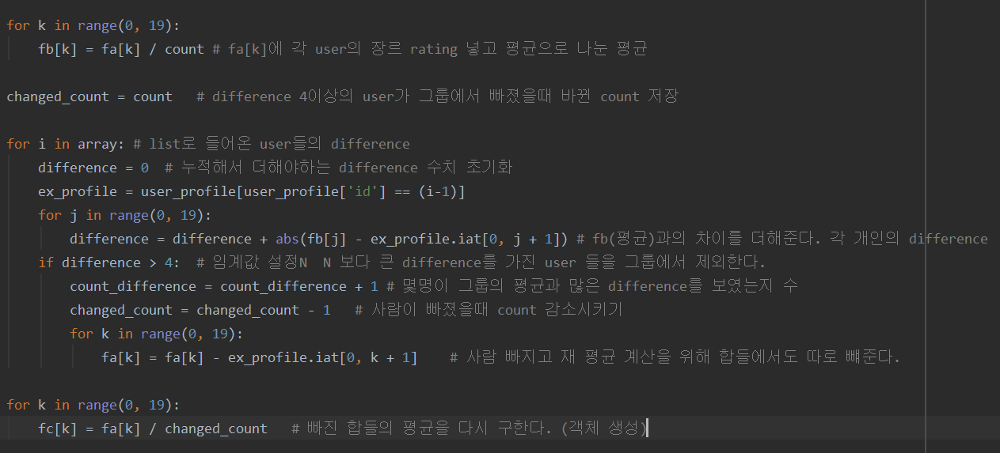 for k in range(0, 19):
    fb[k] = fa[k] / count # fa[k]에 각 user의 장르 rating 넣고 평균으로 나눈 평균
changed_count = count   # difference 4이상의 user가 그룹에서 빠졌을때 바뀐 count 저장
for i in array: # list로 들어온 user들의 difference
    difference = 0  # 누적해서 더해야하는 difference 수치 초기화
    ex_profile = user_profile[user_profile['id'] == (i-1)]
    for j in range(0, 19):
        difference = difference + abs(fb[j] - ex_profile.iat[0, j + 1]) # fb(평균)과의 차이를 더해준다. 각 개인의 difference
    if difference > 4:  # 임계값 설정N  N 보다 큰 difference를 가진 user 들을 그룹에서 제외한다.
        count_difference = count_difference + 1 # 몇명이 그룹의 평균과 많은 difference를 보였는지 수
        changed_count = changed_count - 1   # 사람이 빠졌을때 count 감소시키기
        for k in range(0, 19):
            fa[k] = fa[k] - ex_profile.iat[0, k + 1]    # 사람 빠지고 재 평균 계산을 위해 합들에서도 따로 빼준다.
for k in range(0, 19):
    fc[k] = fa[k] / changed_count   # 빠진 합들의 평균을 다시 구한다. (객체 생성)